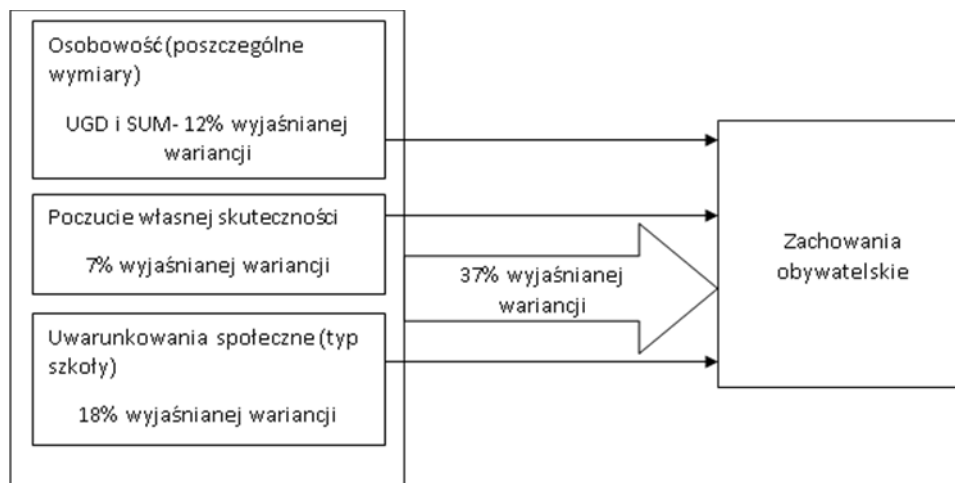 Osobowość (poszczególne
wymiary)
UGD i SUM- 12% wyjaśnianej
wariancji
Poczucie własnej skuteczności
7% wyjaśnianej wariancji
Uwarunkowania społeczne (typ
szkoły)
18% wyjaśnianej wariancji
37% wyjaśnianej
wariancji
Zachowania
obywatelskie